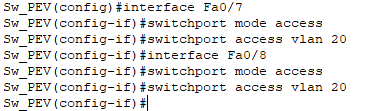 Sw_PEV(config)#interface Fa0/7
Sw_PEV(config-if)#switchport mode access
Sw_PEV(config-if)#switchport access vlan 20
Sw_PEV(config-if)#interface Fa0/8
Sw_PEV(config-if)#switchport mode access
Sw_PEV(config-if)#switchport access vlan 20
Sw_PEV(config-if)#